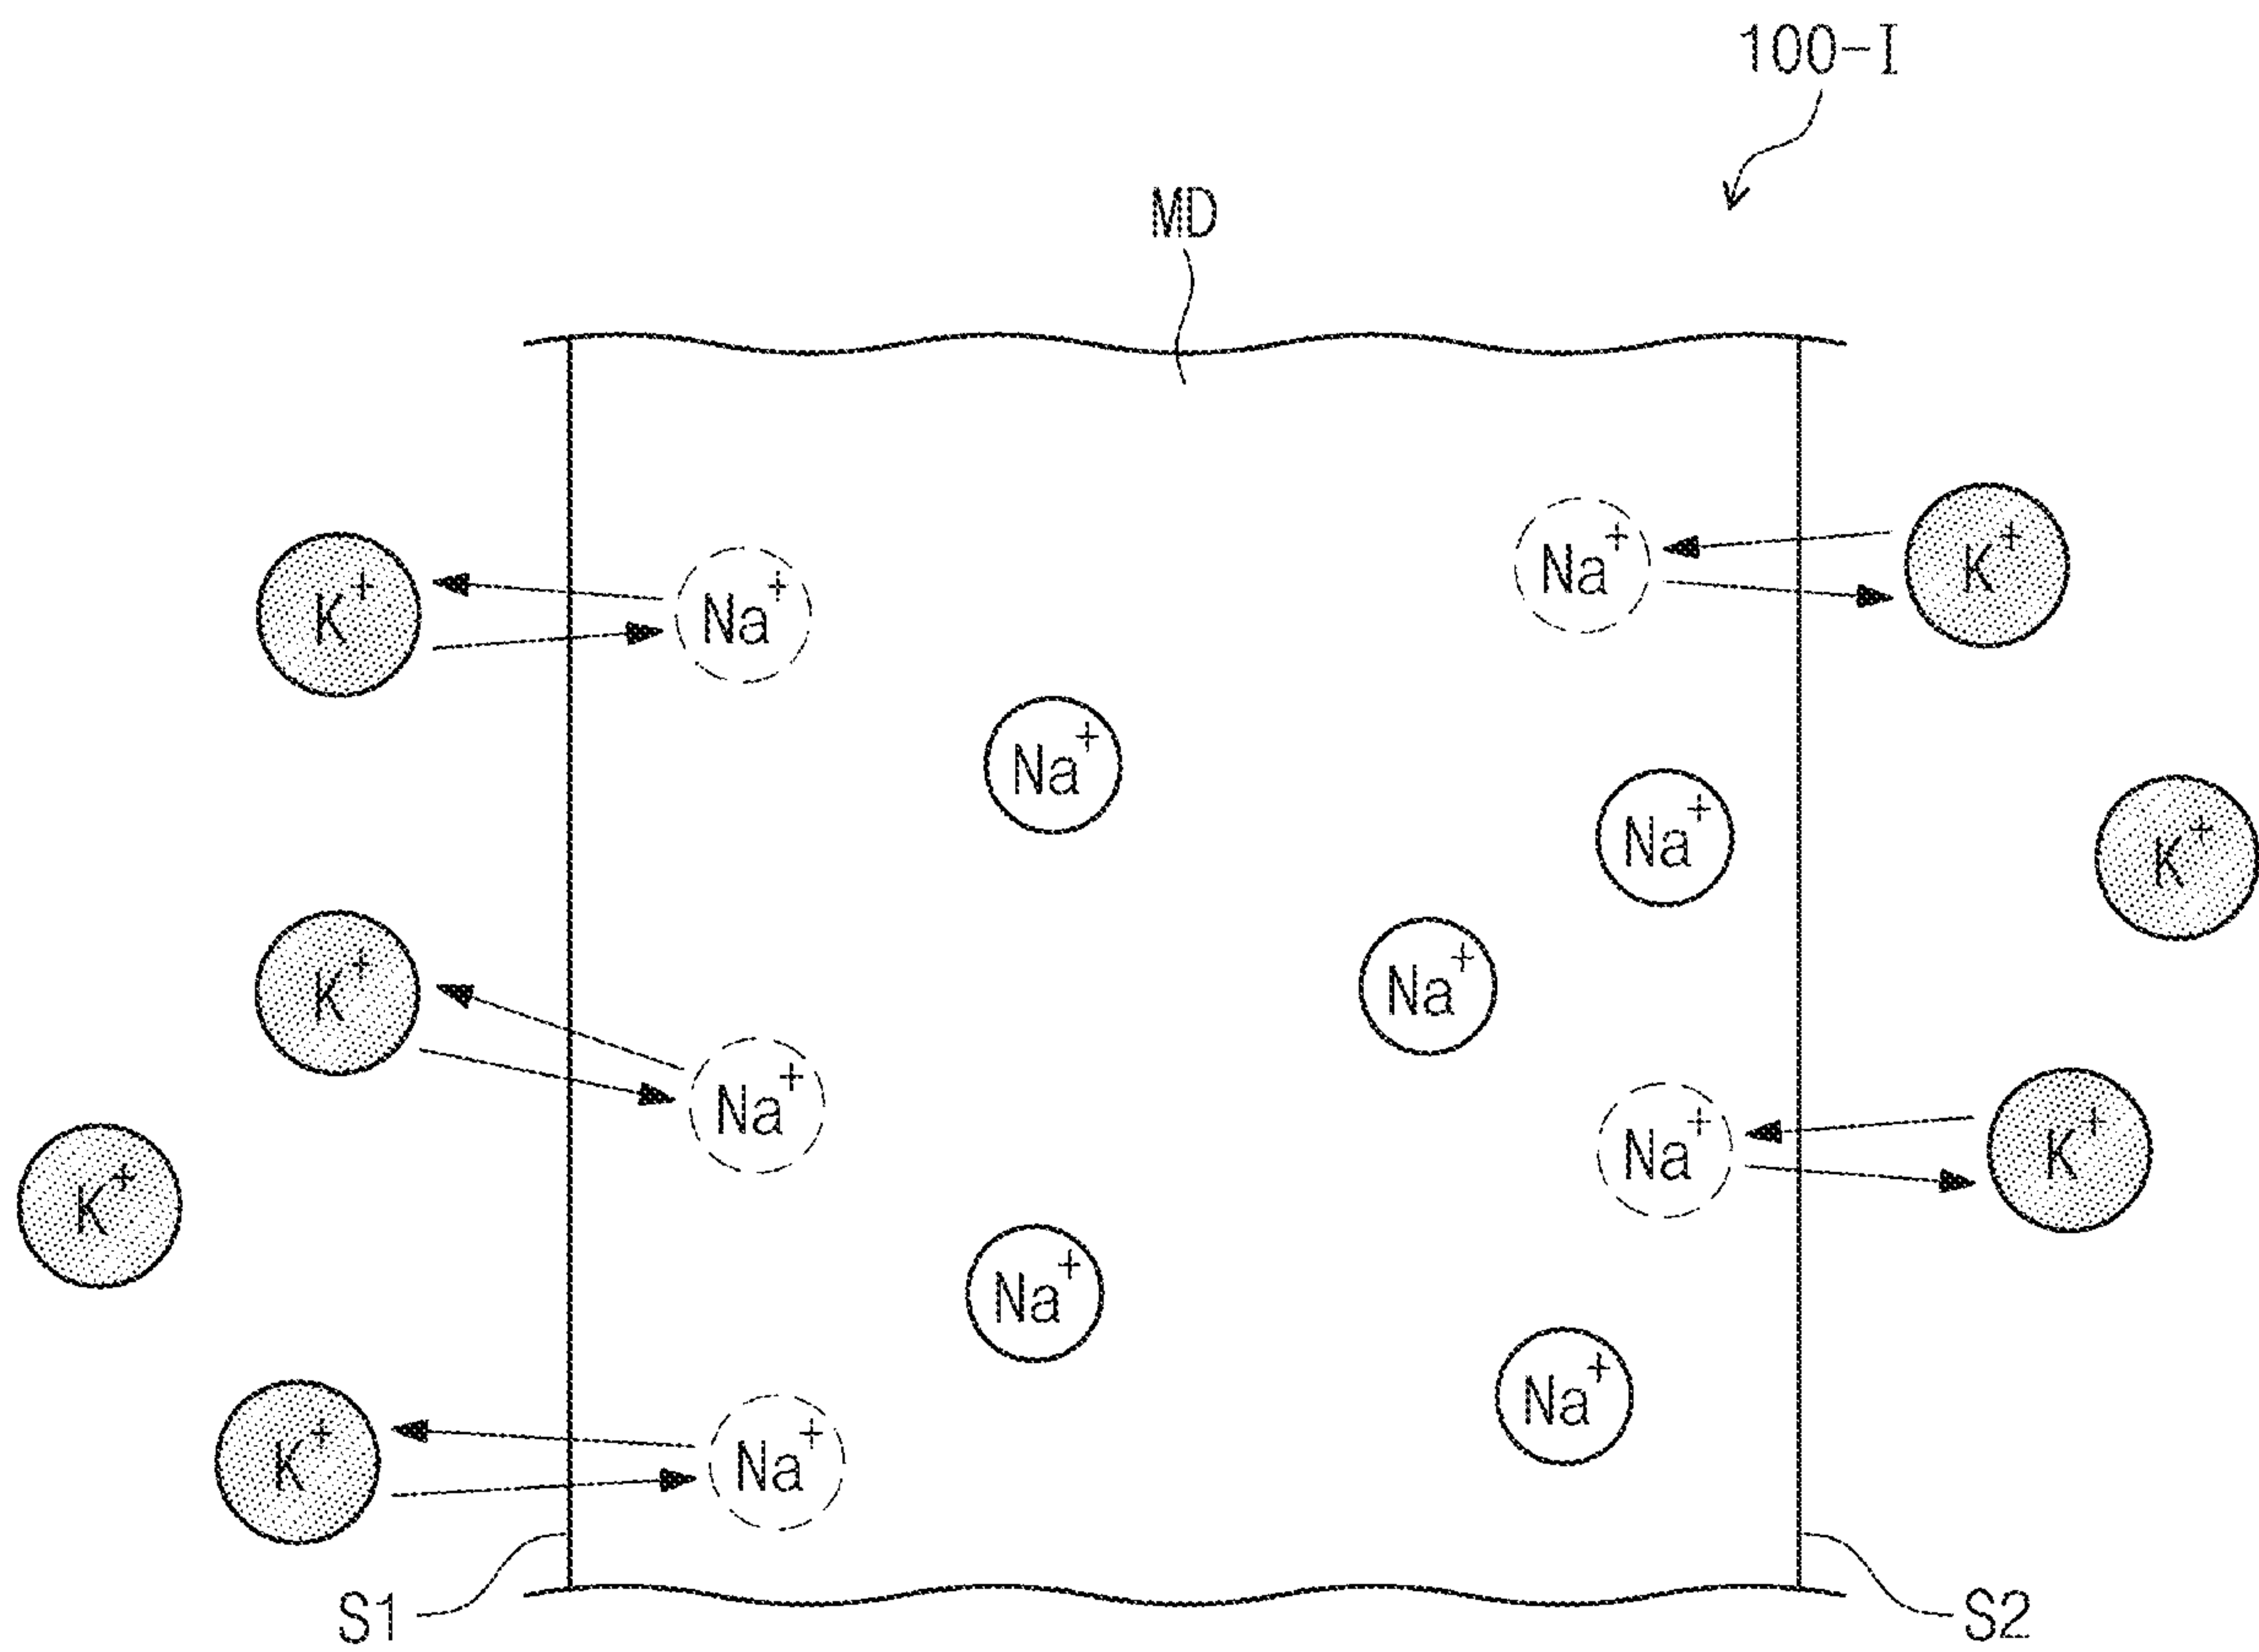 100-I
MD
K+ Na+ Na+ K+
Na+
Na+ K+
K+ Na+
Na+ Na+ K+
K+
Na+
Na+
K+ Na+
S1 S2